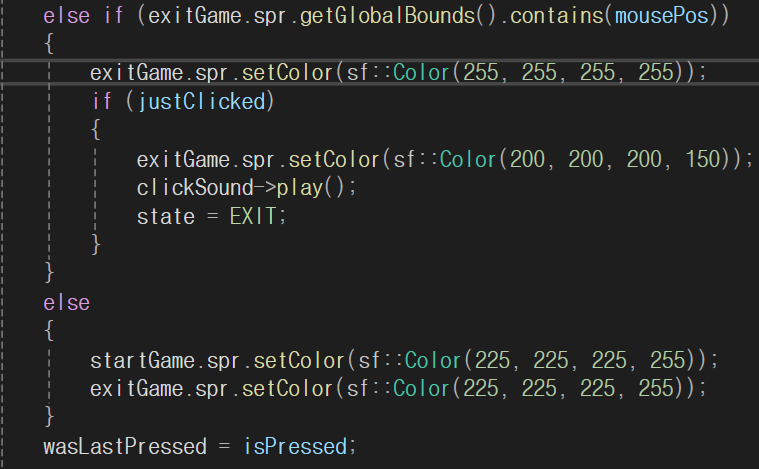 else if (exitGame.spr.getGlobalBounds().contains(mousePos))
{
exitGame.spr.setColor(sf::Color(255, 255, 255, 255));
if (justClicked)
{
exitGame.spr.setColor(sf::Color(200, 200, 200, 150));
clickSound->play();
state = EXIT;
}
}
else
{
startGame.spr.setColor(sf::Color(225, 225, 225, 255));
exitGame.spr.setColor(sf::Color(225, 225, 225, 255));
}
wasLastPressed = isPressed;